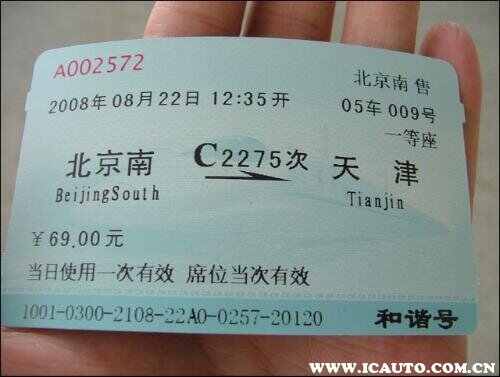 A002572
北京南 售
2008年08月22日 12:35开
05车 009号
一等座
北京南 C2275次 天津
BeijingSouth Tianjin
￥69.00元
当日使用一次有效 席位当次有效
1001-0300-2108-22A0-0257-20120 和谐号
WWW.ICAUTO.COM.CN